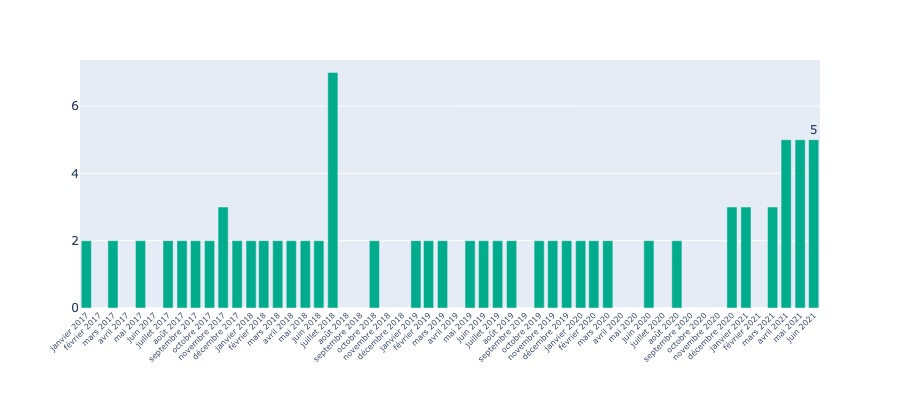 6
5
4
2
0
janvier 2017
février 2017
mars 2017
avril 2017
mai 2017
juin 2017
juillet 2017
août 2017
septembre 2017
octobre 2017
novembre 2017
décembre 2017
janvier 2018
février 2018
mars 2018
avril 2018
mai 2018
juin 2018
juillet 2018
août 2018
septembre 2018
octobre 2018
novembre 2018
décembre 2018
janvier 2019
février 2019
mars 2019
avril 2019
mai 2019
juin 2019
juillet 2019
août 2019
septembre 2019
octobre 2019
novembre 2019
décembre 2019
janvier 2020
février 2020
mars 2020
avril 2020
mai 2020
juin 2020
juillet 2020
août 2020
septembre 2020
octobre 2020
novembre 2020
décembre 2020
janvier 2021
février 2021
mars 2021
avril 2021
mai 2021
juin 2021